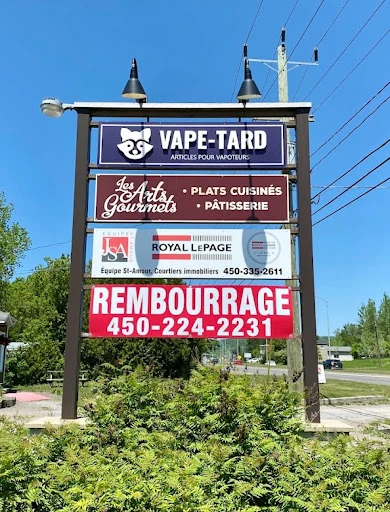 VAPE-TARD
ARTICLES POUR VAPOTEURS
Les Arts
Gourmets
• PLATS CUISINÉS
• PÂTISSERIE
JSA
ROYAL LEPAGE
Équipe St-Amour, Courtiers immobiliers 450-335-2611
REMBOURRAGE
450-224-2231